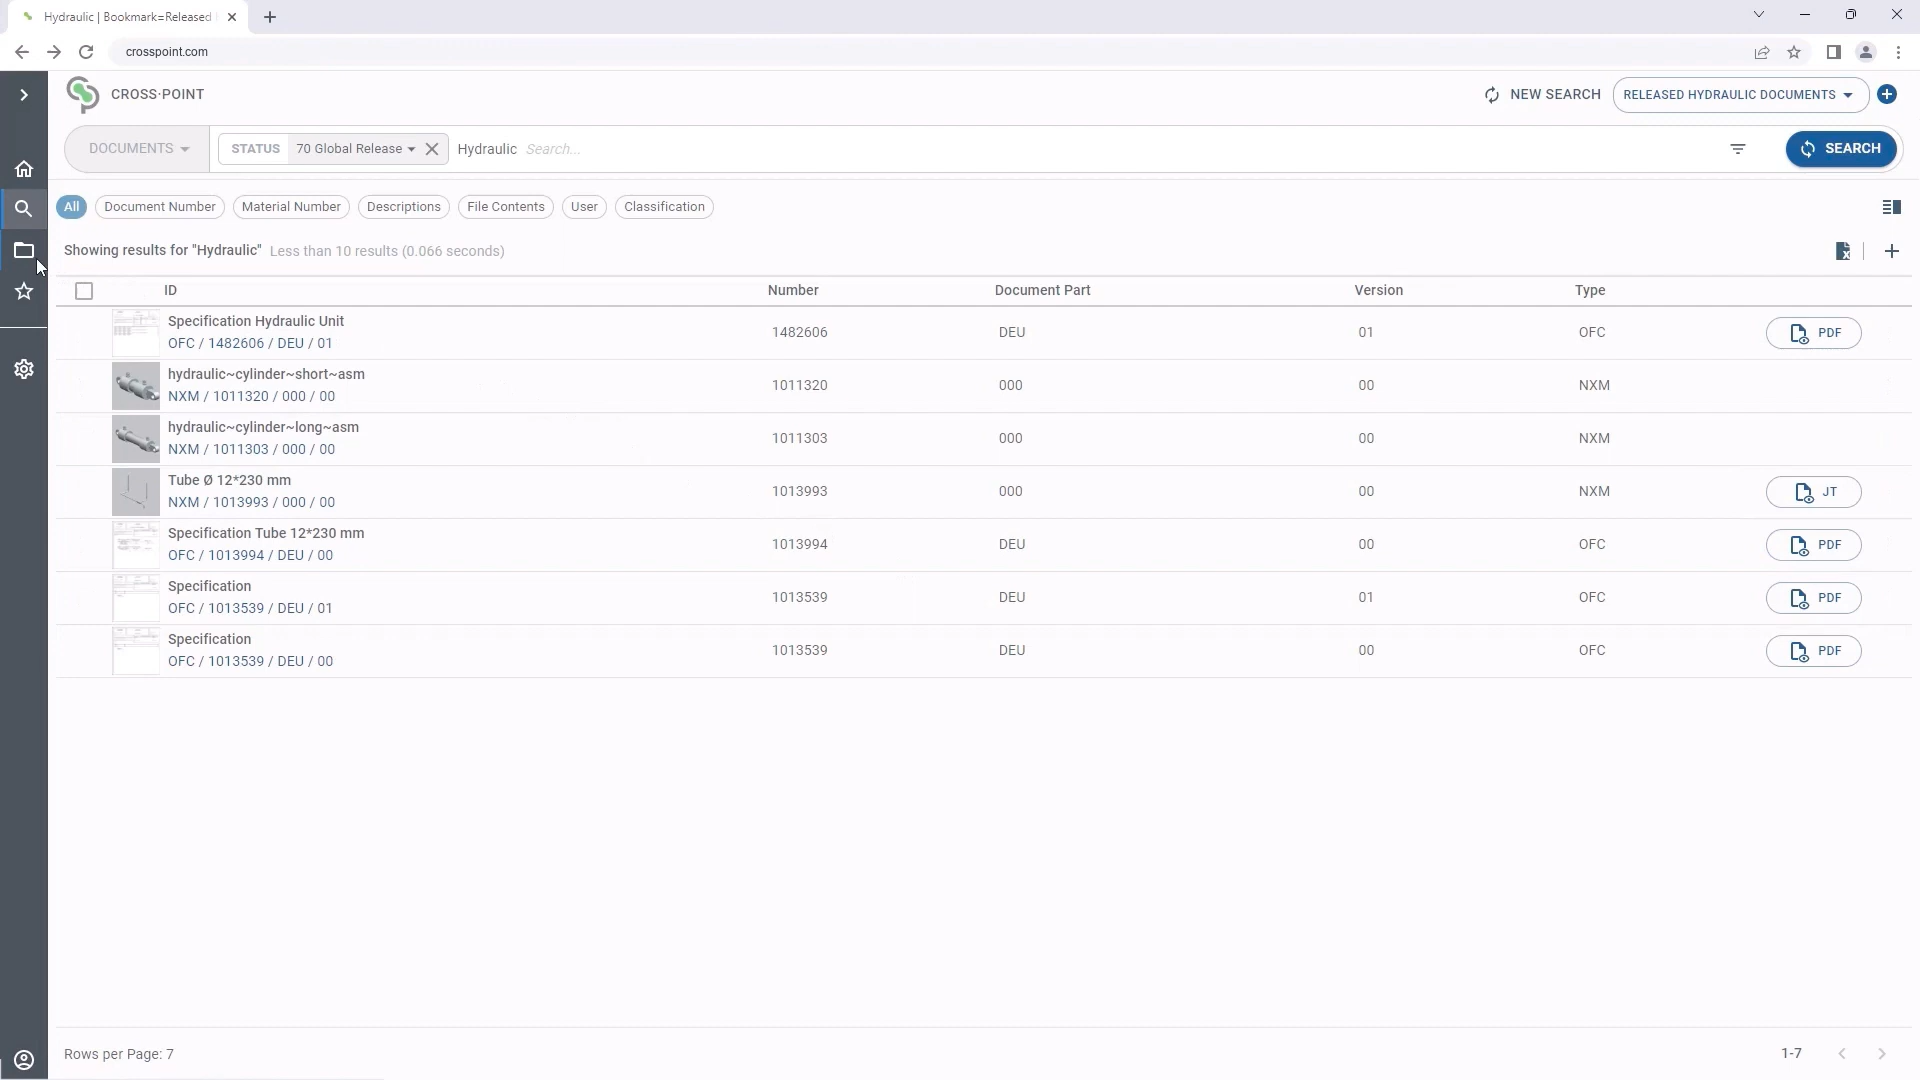 Hydraulic | Bookmark=Released
crosspoint.com
CROSS·POINT
NEW SEARCH
RELEASED HYDRAULIC DOCUMENTS
DOCUMENTS
STATUS 70 Global Release Hydraulic Search...
SEARCH
All Document Number Material Number Descriptions File Contents User Classification
Showing results for "Hydraulic" Less than 10 results (0.066 seconds)
ID Number Document Part Version Type
Specification Hydraulic Unit
OFC / 1482606 / DEU / 01 1482606 DEU 01 OFC PDF
hydraulic~cylinder~short~asm
NXM / 1011320 / 000 / 00 1011320 000 00 NXM
hydraulic~cylinder~long~asm
NXM / 1011303 / 000 / 00 1011303 000 00 NXM
Tube Ø 12*230 mm
NXM / 1013993 / 000 / 00 1013993 000 00 NXM JT
Specification Tube 12*230 mm
OFC / 1013994 / DEU / 00 1013994 DEU 00 OFC PDF
Specification
OFC / 1013539 / DEU / 01 1013539 DEU 01 OFC PDF
Specification
OFC / 1013539 / DEU / 00 1013539 DEU 00 OFC PDF
Rows per Page: 7 1-7